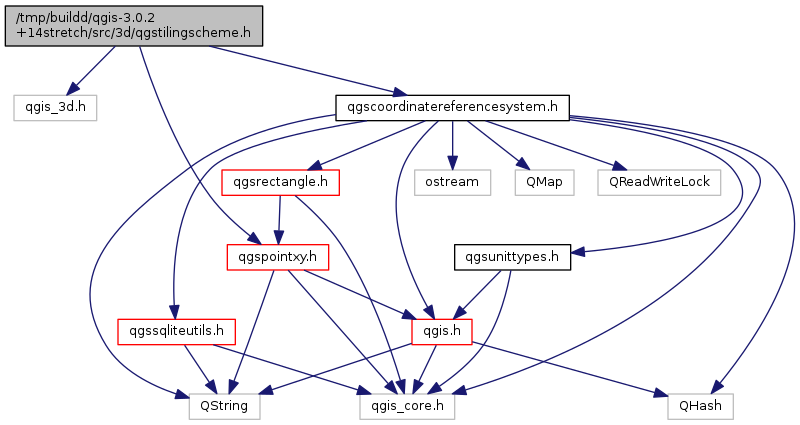 /tmp/buildd/qgis-3.0.2
+14stretch/src/3d/qgstilingscheme.h
qgis_3d.h
qgscoordinatereferencesystem.h
qgsrectangle.h
ostream
QMap
QReadWriteLock
qgspointxy.h
qgsunittypes.h
qgssqliteutils.h
qgis.h
QString
qgis_core.h
QHash